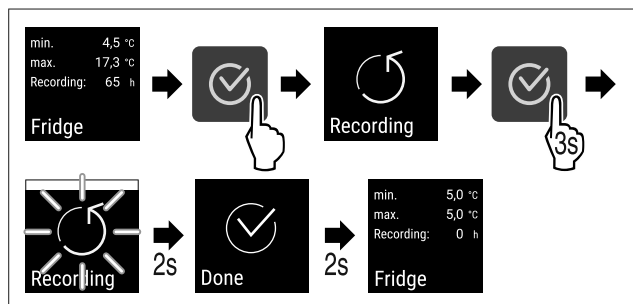 min. 4,5 °C
max. 17,3 °C
Recording: 65 h
Fridge
Recording
3s
Recording
2s
Done
2s
min. 5,0 °C
max. 5,0 °C
Recording: 0 h
Fridge